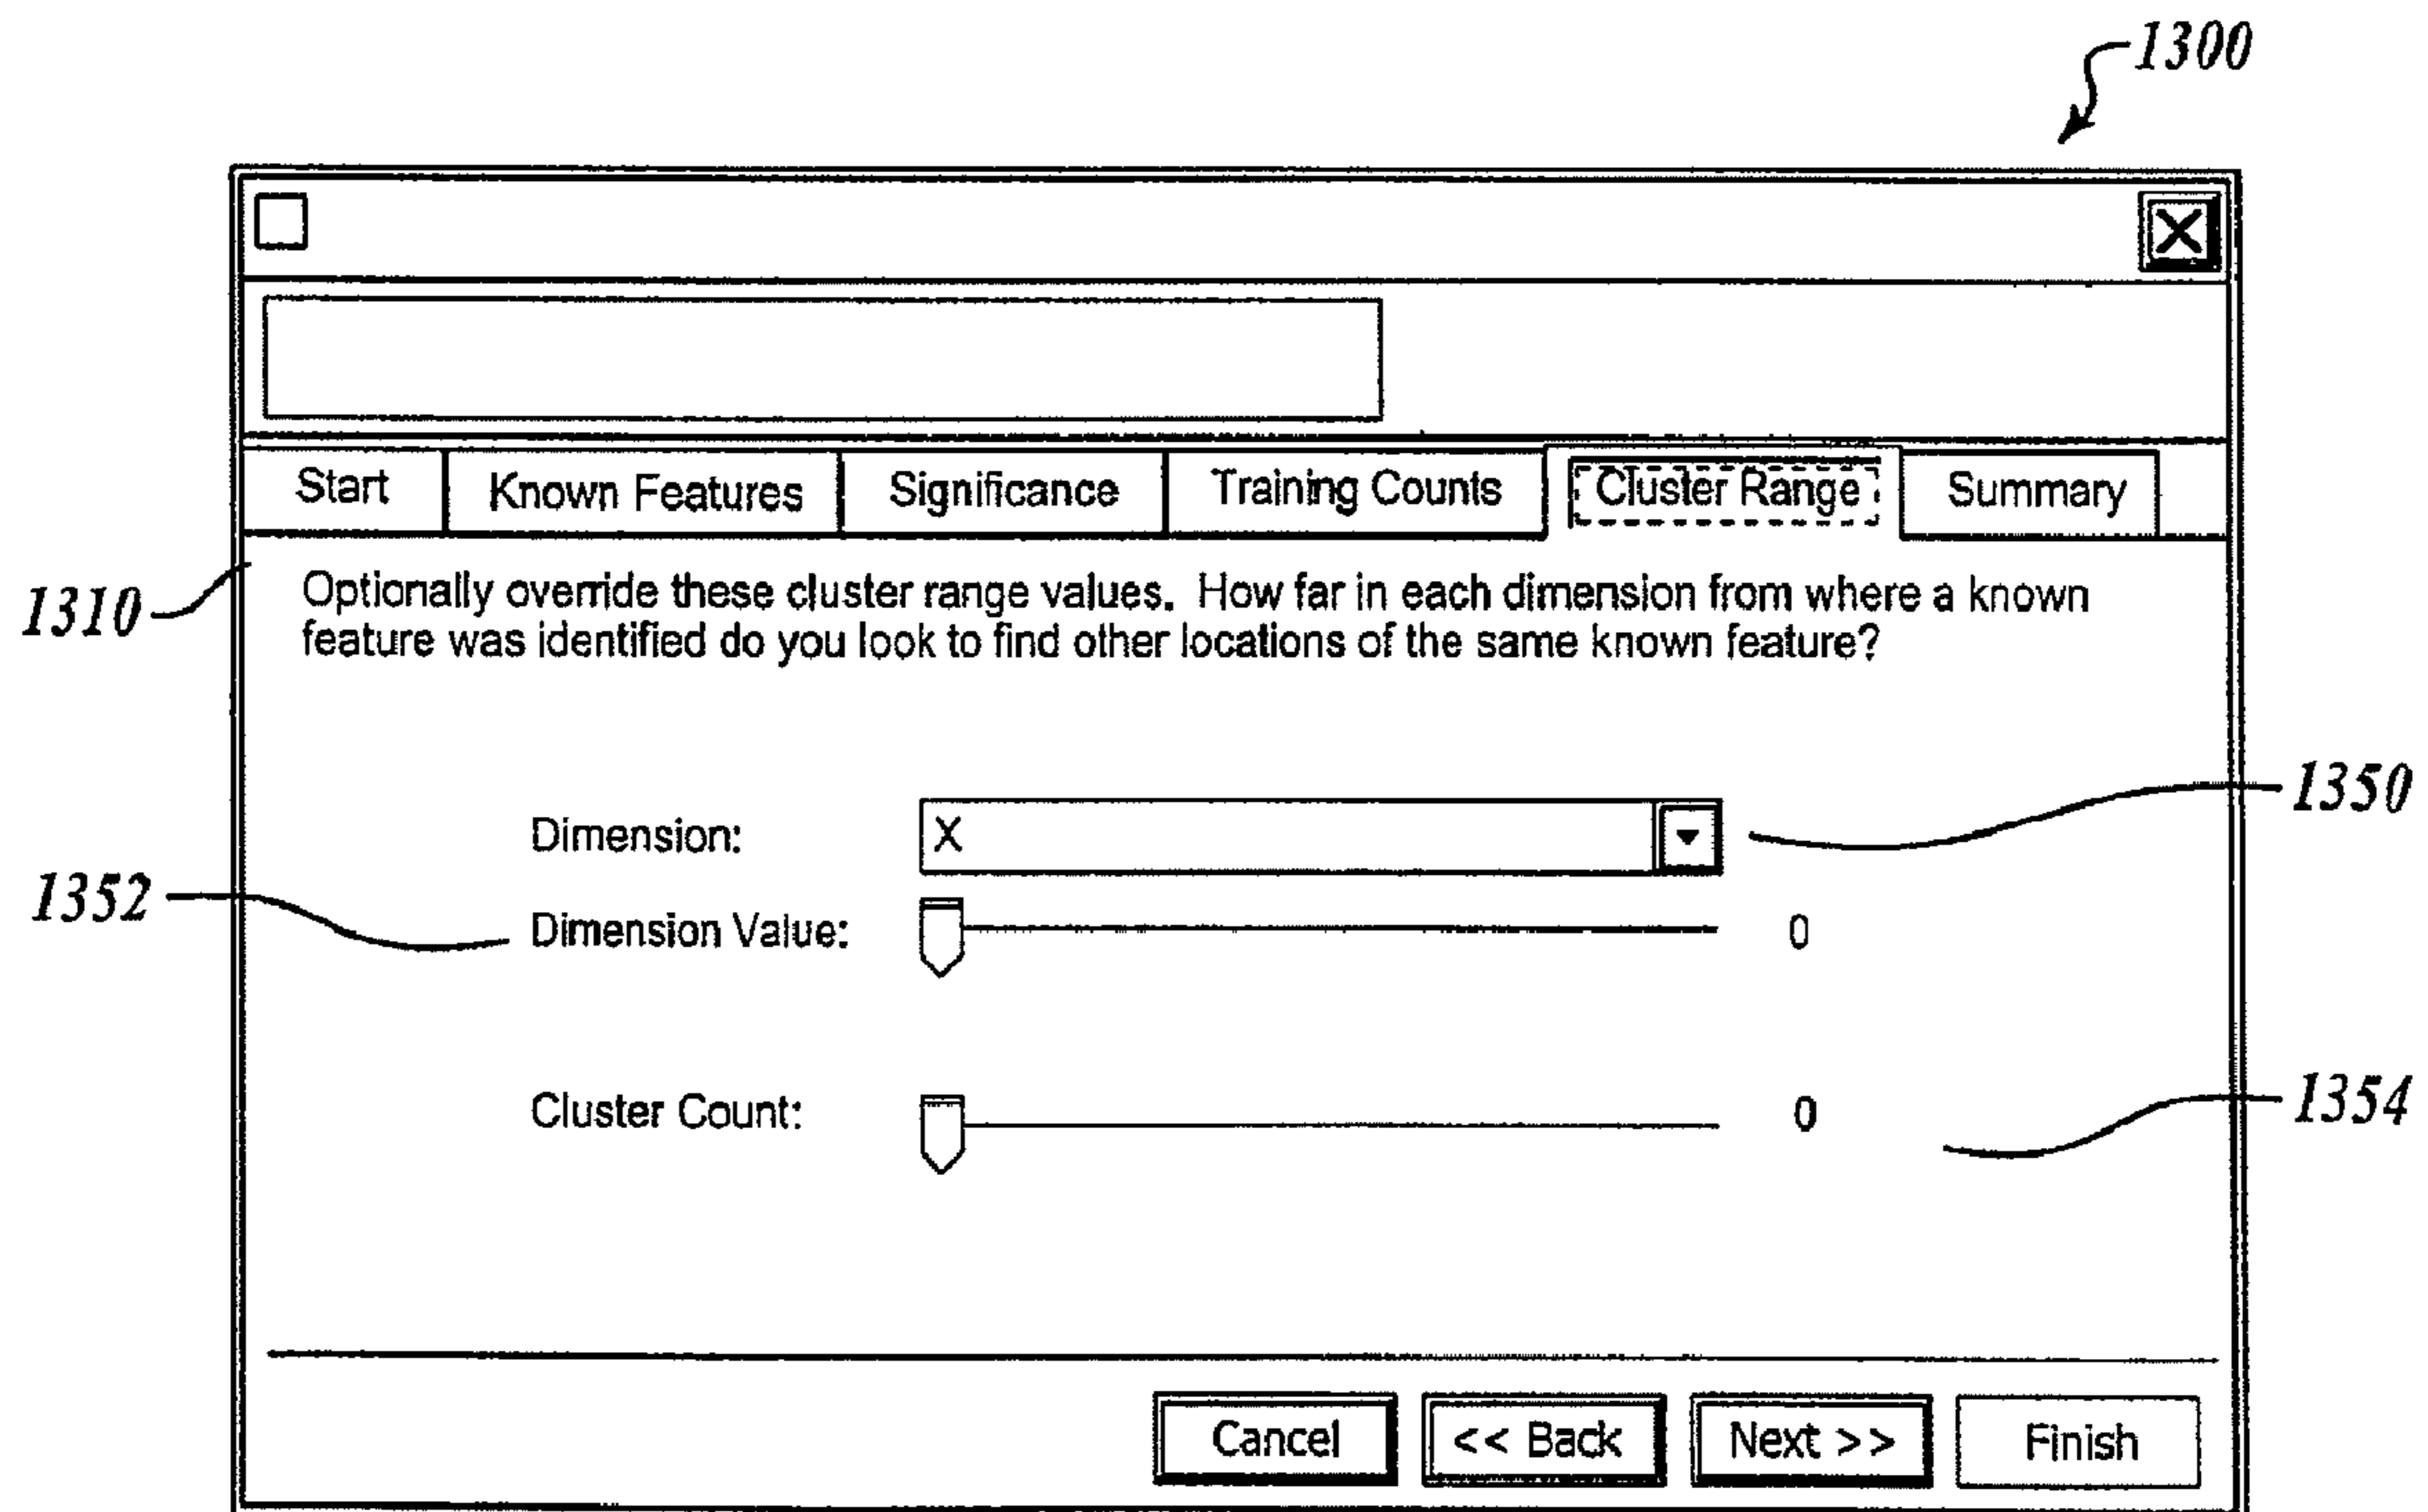 1300
Start Known Features Significance Training Counts Cluster Range Summary
1310
Optionally override these cluster range values. How far in each dimension from where a known
feature was identified do you look to find other locations of the same known feature?
1350
Dimension: X
1352
Dimension Value: 0
Cluster Count: 0
1354
Cancel << Back Next >> Finish